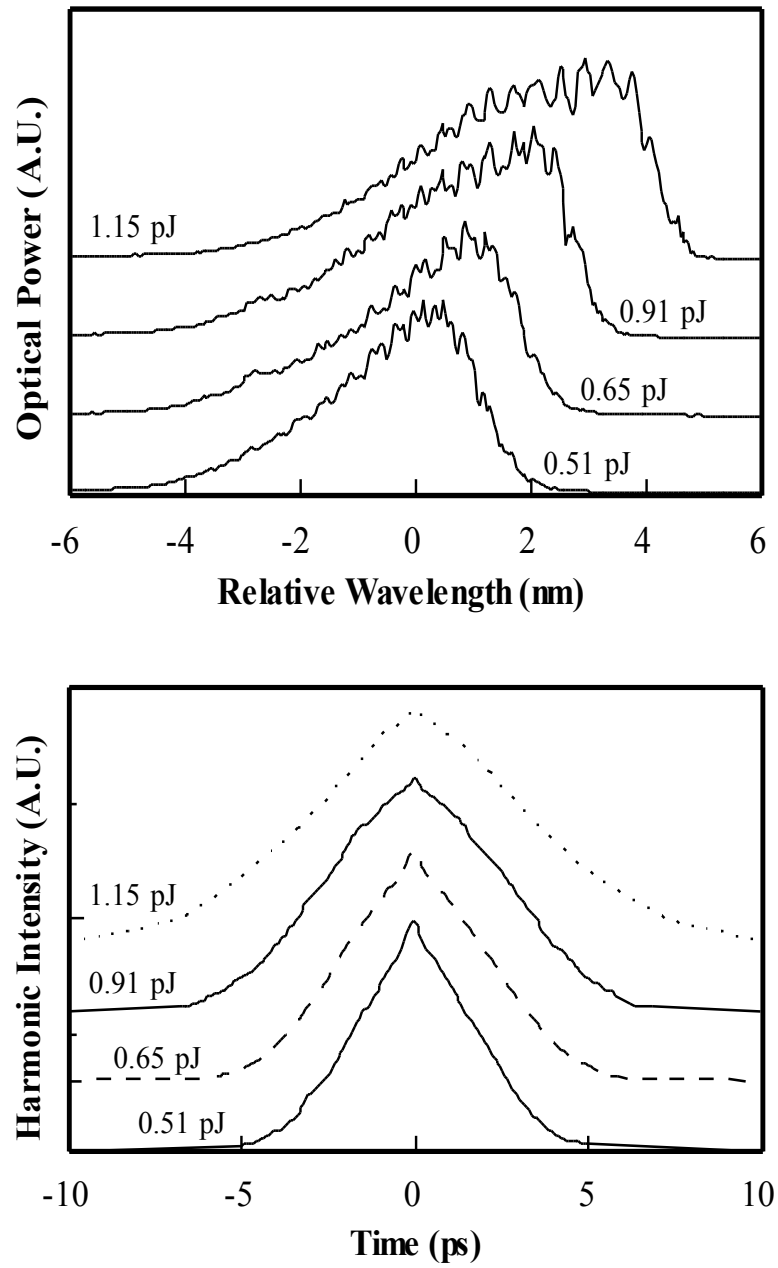 Optical Power (A.U.)
1.15 pJ
0.91 pJ
0.65 pJ
0.51 pJ
-6 -4 -2 0 2 4 6
Relative Wavelength (nm)
Harmonic Intensity (A.U.)
1.15 pJ
0.91 pJ
0.65 pJ
0.51 pJ
-10 -5 0 5 10
Time (ps)